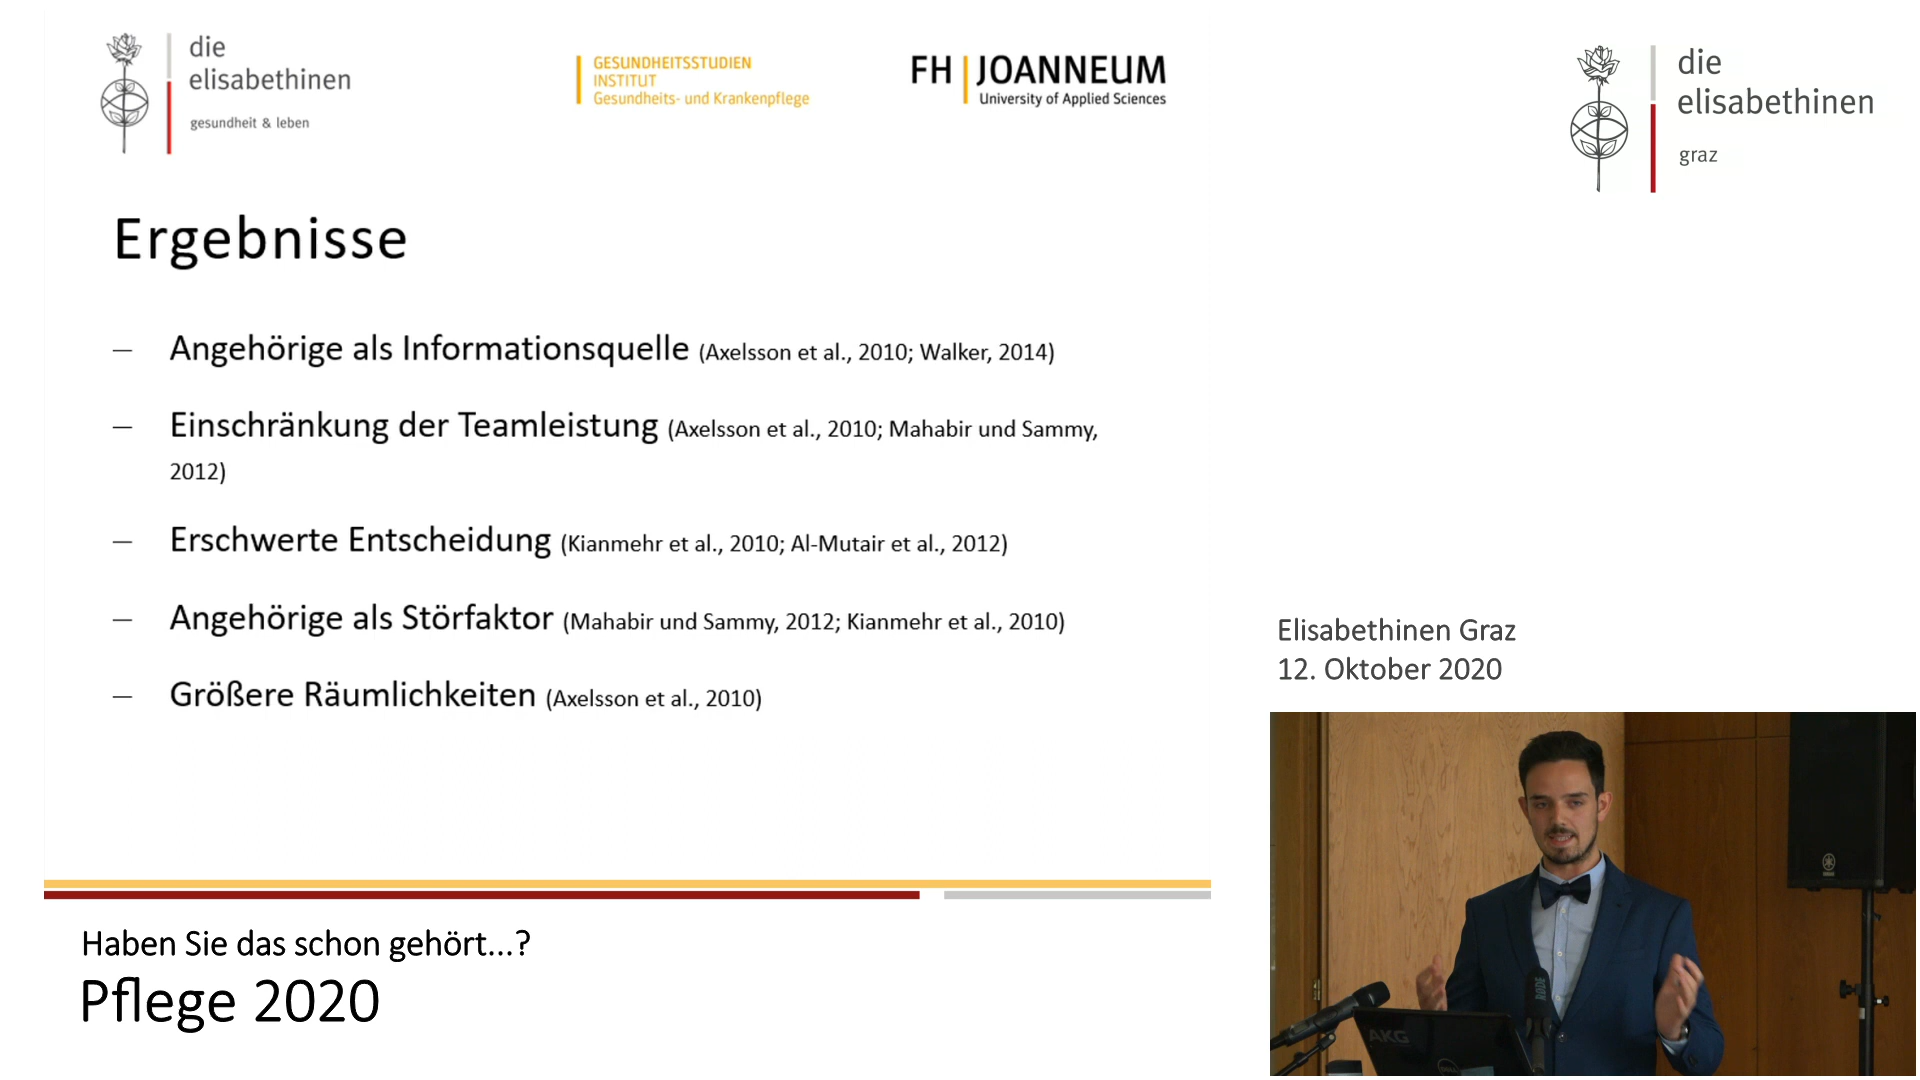 die
elisabethinen
gesundheit & leben
GESUNDHEITSSTUDIEN
INSTITUT
Gesundheits- und Krankenpflege
FH JOANNEUM
University of Applied Sciences
die
elisabethinen
graz
Ergebnisse
– Angehörige als Informationsquelle (Axelsson et al., 2010; Walker, 2014)
– Einschränkung der Teamleistung (Axelsson et al., 2010; Mahabir und Sammy,
2012)
– Erschwerte Entscheidung (Kianmehr et al., 2010; Al-Mutair et al., 2012)
– Angehörige als Störfaktor (Mahabir und Sammy, 2012; Kianmehr et al., 2010)
– Größere Räumlichkeiten (Axelsson et al., 2010)
Elisabethinen Graz
12. Oktober 2020
Haben Sie das schon gehört...?
Pflege 2020
RØDE
AKG
DELL